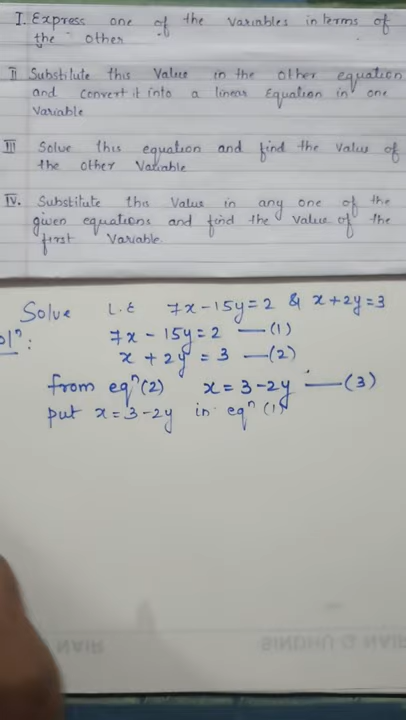 I. Express one of the Variables in terms of
the other
II Substitute this Value in the other equation
and convert it into a linear Equation in one
Variable
III Solve this equation and find the Value of
the other Variable
IV. Substitute this Value in any one of the
given equations and find the Value of the
first Variable
Solve L.E 7x-15y=2 & x+2y=3
olⁿ:
7x-15y=2 —(1)
x+2y=3 —(2)
from eqⁿ(2) x=3-2y —(3)
put x=3-2y in eqⁿ(1)
NAIR SINDHU G NAIR